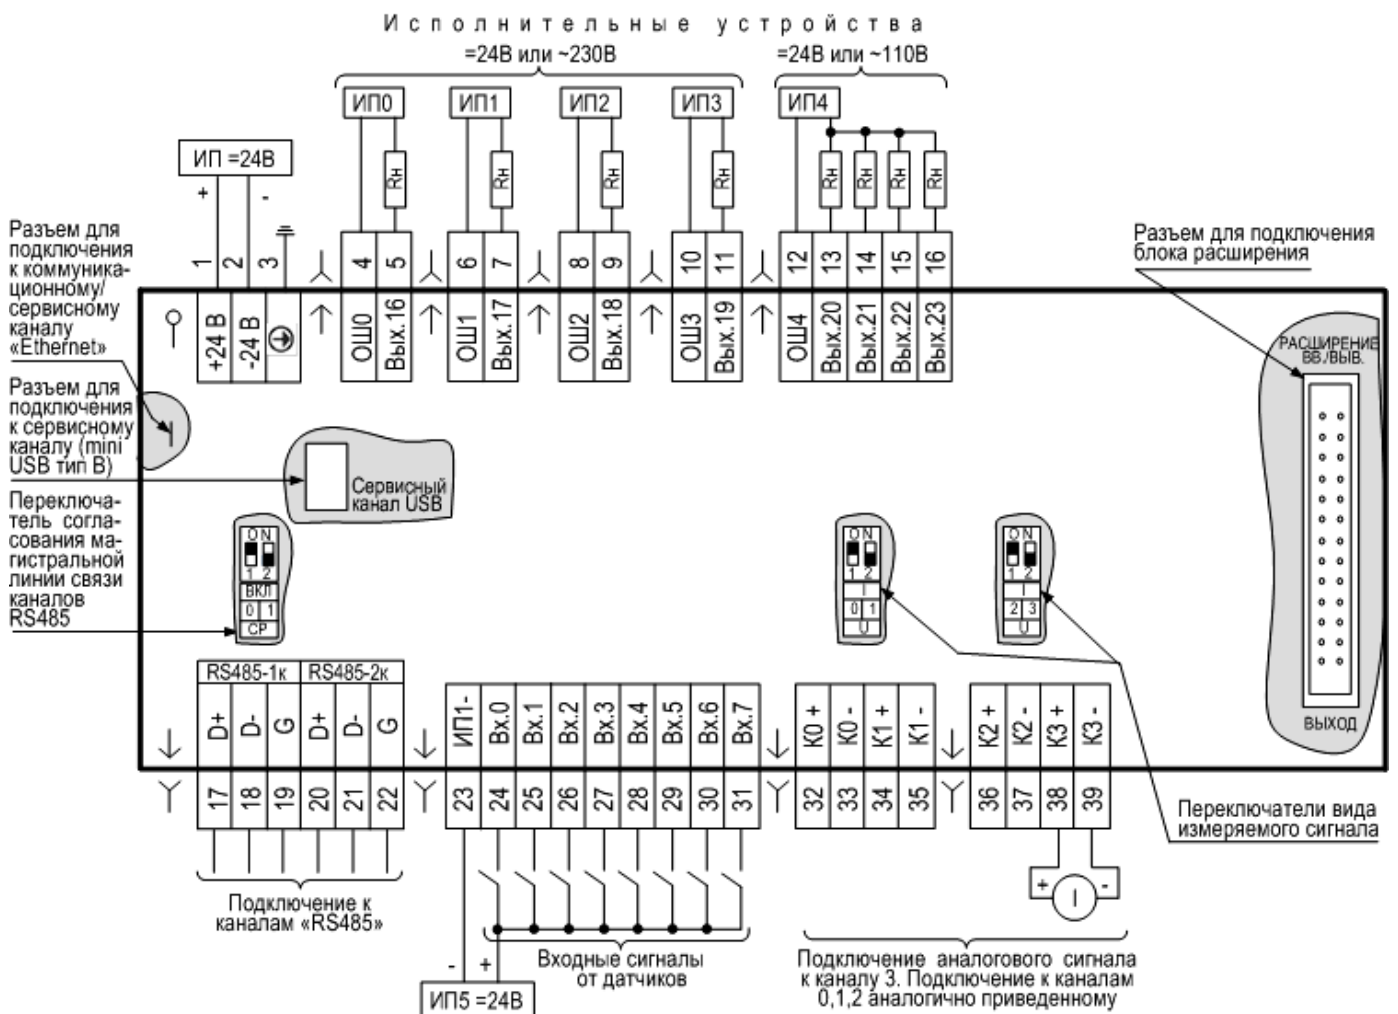 Исполнительные устройства
=24В или ~230В
=24В или ~110В
ИП0
ИП1
ИП2
ИП3
ИП4
Rн
Rн
Rн
Rн
Rн
Rн
Rн
Rн
ИП =24В
+
-
1
2
3
4
5
6
7
8
9
10
11
12
13
14
15
16
+24 В
-24 В
ОШ0
Вых.16
ОШ1
Вых.17
ОШ2
Вых.18
ОШ3
Вых.19
ОШ4
Вых.20
Вых.21
Вых.22
Вых.23
Разъем для
подключения
к коммуника-
ционному/
сервисному
каналу
«Ethernet»
Разъем для
подключения
к сервисному
каналу (mini
USB тип В)
Переключа-
тель согла-
сования ма-
гистральной
линии связи
каналов
RS485
Разъем для подключения
блока расширения
РАСШИРЕНИЕ
ВВ./ВЫВ.
ВЫХОД
Сервисный
канал USB
ON
1 2
ВКЛ
0 1
СР
ON
1 2
I
0 1
U
ON
1 2
I
2 3
U
RS485-1к
RS485-2к
D+
D-
G
D+
D-
G
ИП1-
Вх.0
Вх.1
Вх.2
Вх.3
Вх.4
Вх.5
Вх.6
Вх.7
К0 +
К0 -
К1 +
К1 -
К2 +
К2 -
К3 +
К3 -
17
18
19
20
21
22
23
24
25
26
27
28
29
30
31
32
33
34
35
36
37
38
39
Переключатели вида
измеряемого сигнала
Подключение к
каналам «RS485»
-
+
ИП5 =24В
Входные сигналы
от датчиков
+
I
-
Подключение аналогового сигнала
к каналу 3. Подключение к каналам
0,1,2 аналогично приведенному